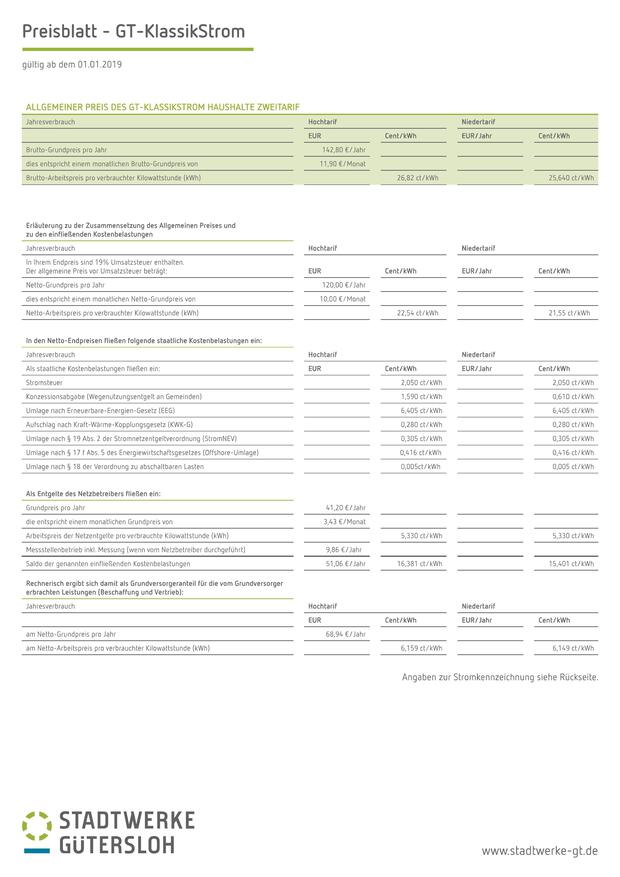 Preisblatt - GT-KlassikStrom
gültig ab dem 01.01.2019
ALLGEMEINER PREIS DES GT-KLASSIKSTROM HAUSHALTE ZWEITARIF
Jahresverbrauch Hochtarif Niedertarif
EUR Cent/kWh EUR/Jahr Cent/kWh
Brutto-Grundpreis pro Jahr 142,80 €/Jahr
dies entspricht einem monatlichen Brutto-Grundpreis von 11,90 €/Monat
Brutto-Arbeitspreis pro verbrauchter Kilowattstunde (kWh) 26,82 ct/kWh 25,640 ct/kWh
Erläuterung zu der Zusammensetzung des Allgemeinen Preises und
zu den einfließenden Kostenbelastungen
Jahresverbrauch Hochtarif Niedertarif
In Ihrem Endpreis sind 19% Umsatzsteuer enthalten.
Der allgemeine Preis vor Umsatzsteuer beträgt: EUR Cent/kWh EUR/Jahr Cent/kWh
Netto-Grundpreis pro Jahr 120,00 €/Jahr
dies entspricht einem monatlichen Netto-Grundpreis von 10,00 €/Monat
Netto-Arbeitspreis pro verbrauchter Kilowattstunde (kWh) 22,54 ct/kWh 21,55 ct/kWh
In den Netto-Endpreisen fließen folgende staatliche Kostenbelastungen ein:
Jahresverbrauch Hochtarif Niedertarif
Als staatliche Kostenbelastungen fließen ein: EUR Cent/kWh EUR/Jahr Cent/kWh
Stromsteuer 2,050 ct/kWh 2,050 ct/kWh
Konzessionsabgabe (Wegenutzungsentgelt an Gemeinden) 1,590 ct/kWh 0,610 ct/kWh
Umlage nach Erneuerbare-Energien-Gesetz (EEG) 6,405 ct/kWh 6,405 ct/kWh
Aufschlag nach Kraft-Wärme-Kopplungsgesetz (KWK-G) 0,280 ct/kWh 0,280 ct/kWh
Umlage nach § 19 Abs. 2 der Stromnetzentgeltverordnung (StromNEV) 0,305 ct/kWh 0,305 ct/kWh
Umlage nach § 17 f Abs. 5 des Energiewirtschaftsgesetzes (Offshore-Umlage) 0,416 ct/kWh 0,416 ct/kWh
Umlage nach § 18 der Verordnung zu abschaltbaren Lasten 0,005ct/kWh 0,005 ct/kWh
Als Entgelte des Netzbetreibers fließen ein:
Grundpreis pro Jahr 41,20 €/Jahr
die entspricht einem monatlichen Grundpreis von 3,43 €/Monat
Arbeitspreis der Netzentgelte pro verbrauchte Kilowattstunde (kWh) 5,330 ct/kWh 5,330 ct/kWh
Messstellenbetrieb inkl. Messung (wenn vom Netzbetreiber durchgeführt) 9,86 €/Jahr
Saldo der genannten einfließenden Kostenbelastungen 51,06 €/Jahr 16,381 ct/kWh 15,401 ct/kWh
Rechnerisch ergibt sich damit als Grundversorgeranteil für die vom Grundversorger
erbrachten Leistungen (Beschaffung und Vertrieb):
Jahresverbrauch Hochtarif Niedertarif
EUR Cent/kWh EUR/Jahr Cent/kWh
am Netto-Grundpreis pro Jahr 68,94 €/Jahr
am Netto-Arbeitspreis pro verbrauchter Kilowattstunde (kWh) 6,159 ct/kWh 6,149 ct/kWh
Angaben zur Stromkennzeichnung siehe Rückseite.
STADTWERKE
GÜTERSLOH
www.stadtwerke-gt.de